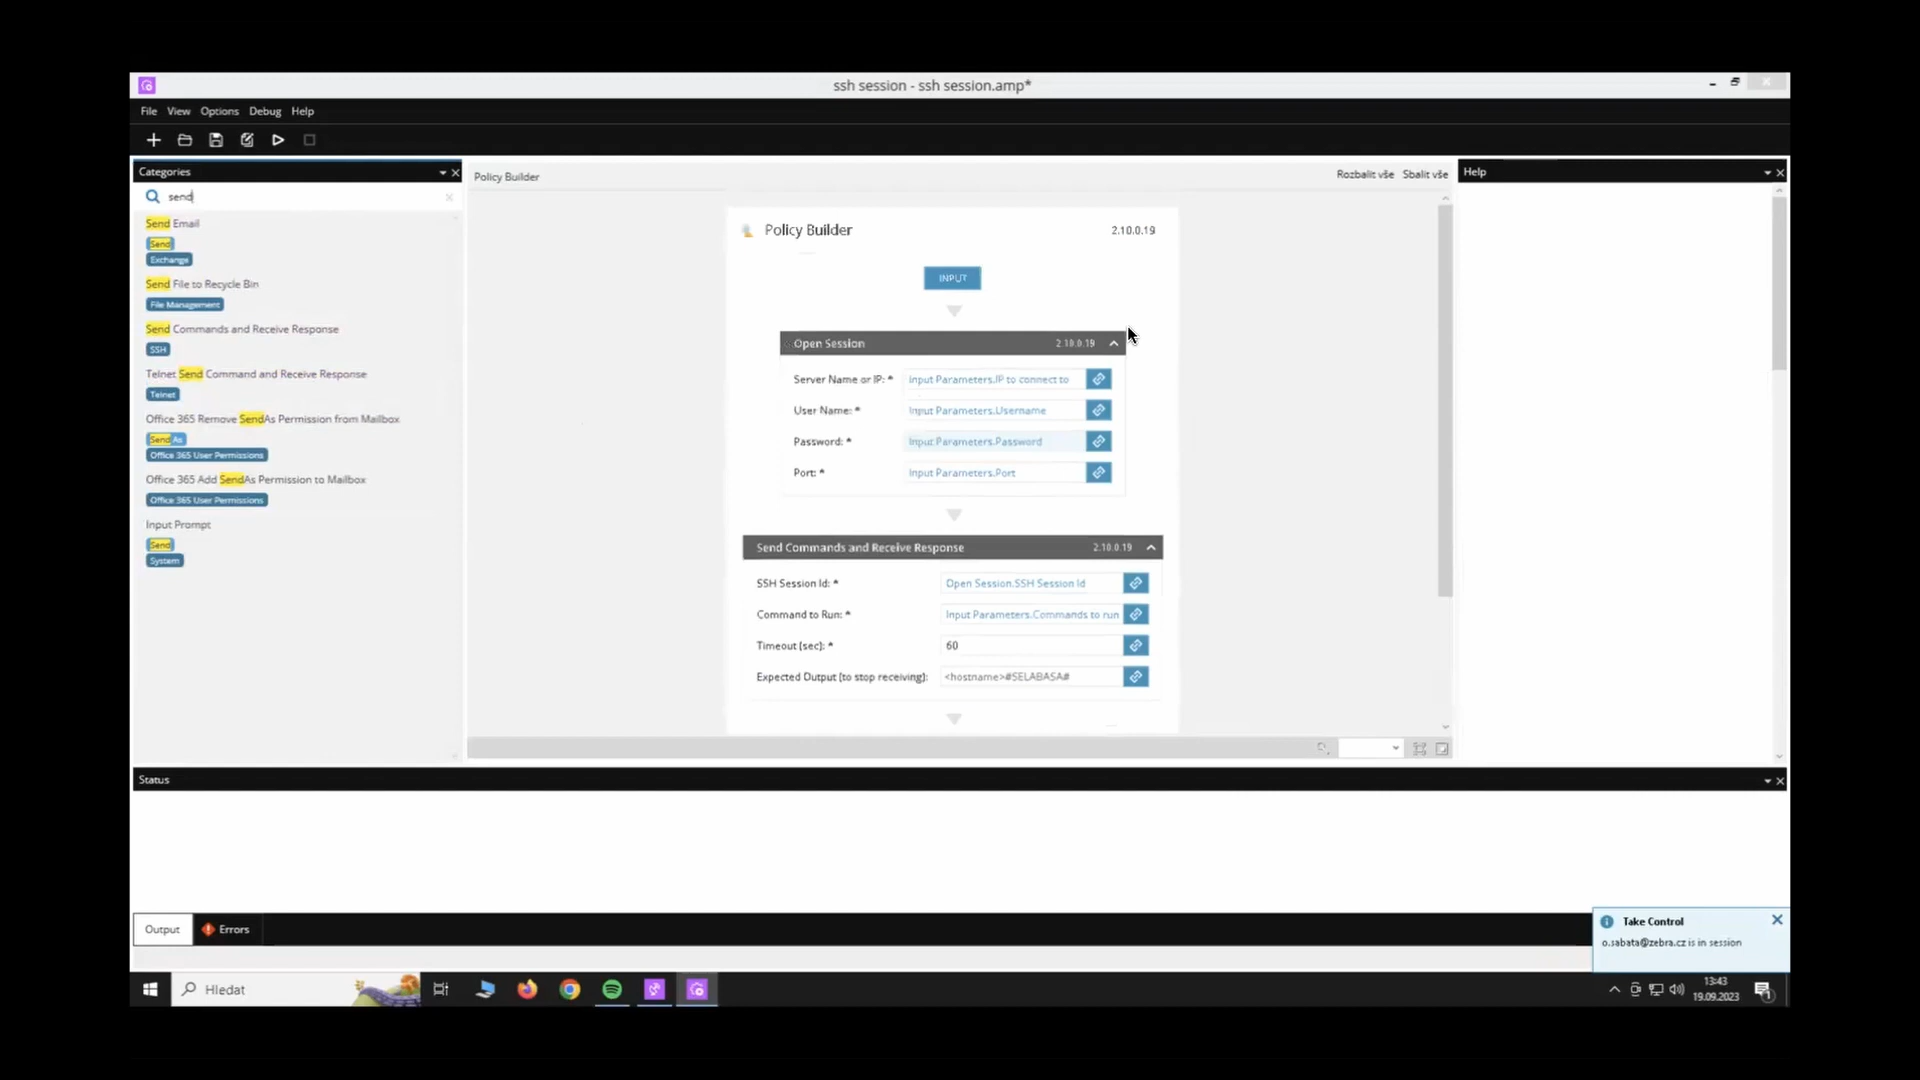 ssh session - ssh session.amp*
File View Options Debug Help
Categories
send
Send Email
Send
Exchange
Send File to Recycle Bin
File Management
Send Commands and Receive Response
SSH
Telnet Send Command and Receive Response
Telnet
Office 365 Remove SendAs Permission from Mailbox
Send As
Office 365 User Permissions
Office 365 Add SendAs Permission to Mailbox
Office 365 User Permissions
Input Prompt
Send
System
Policy Builder
Rozbalit vše Sbalit vše
Policy Builder 2.10.0.19
INPUT
Open Session 2.10.0.19
Server Name or IP: * Input Parameters.IP to connect to
User Name: * Input Parameters.Username
Password: * Input Parameters.Password
Port: * Input Parameters.Port
Send Commands and Receive Response 2.10.0.19
SSH Session Id: * Open Session.SSH Session Id
Command to Run: * Input Parameters.Commands to run
Timeout (sec): * 60
Expected Output (to stop receiving): <hostname>#SELABASA#
Help
Status
Output Errors
Take Control
o.sabata@zebra.cz is in session
Hledat
13:43
19.09.2023
1